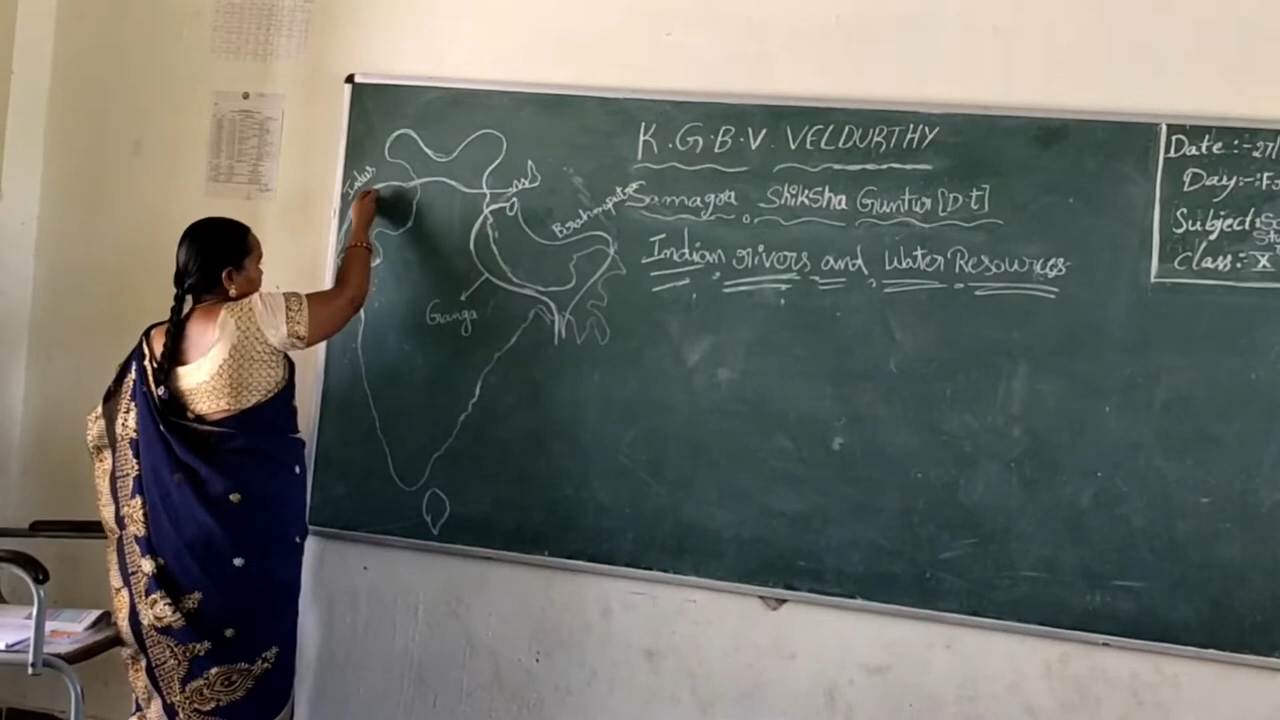 K.G.B.V. VELDURTHY
Samagra Shiksha Guntur [D.t]
Indian rivers and Water Resources
Indus
Brahmaputra
Ganga
Date:-27/
Day:-
Subject:
Class:- X